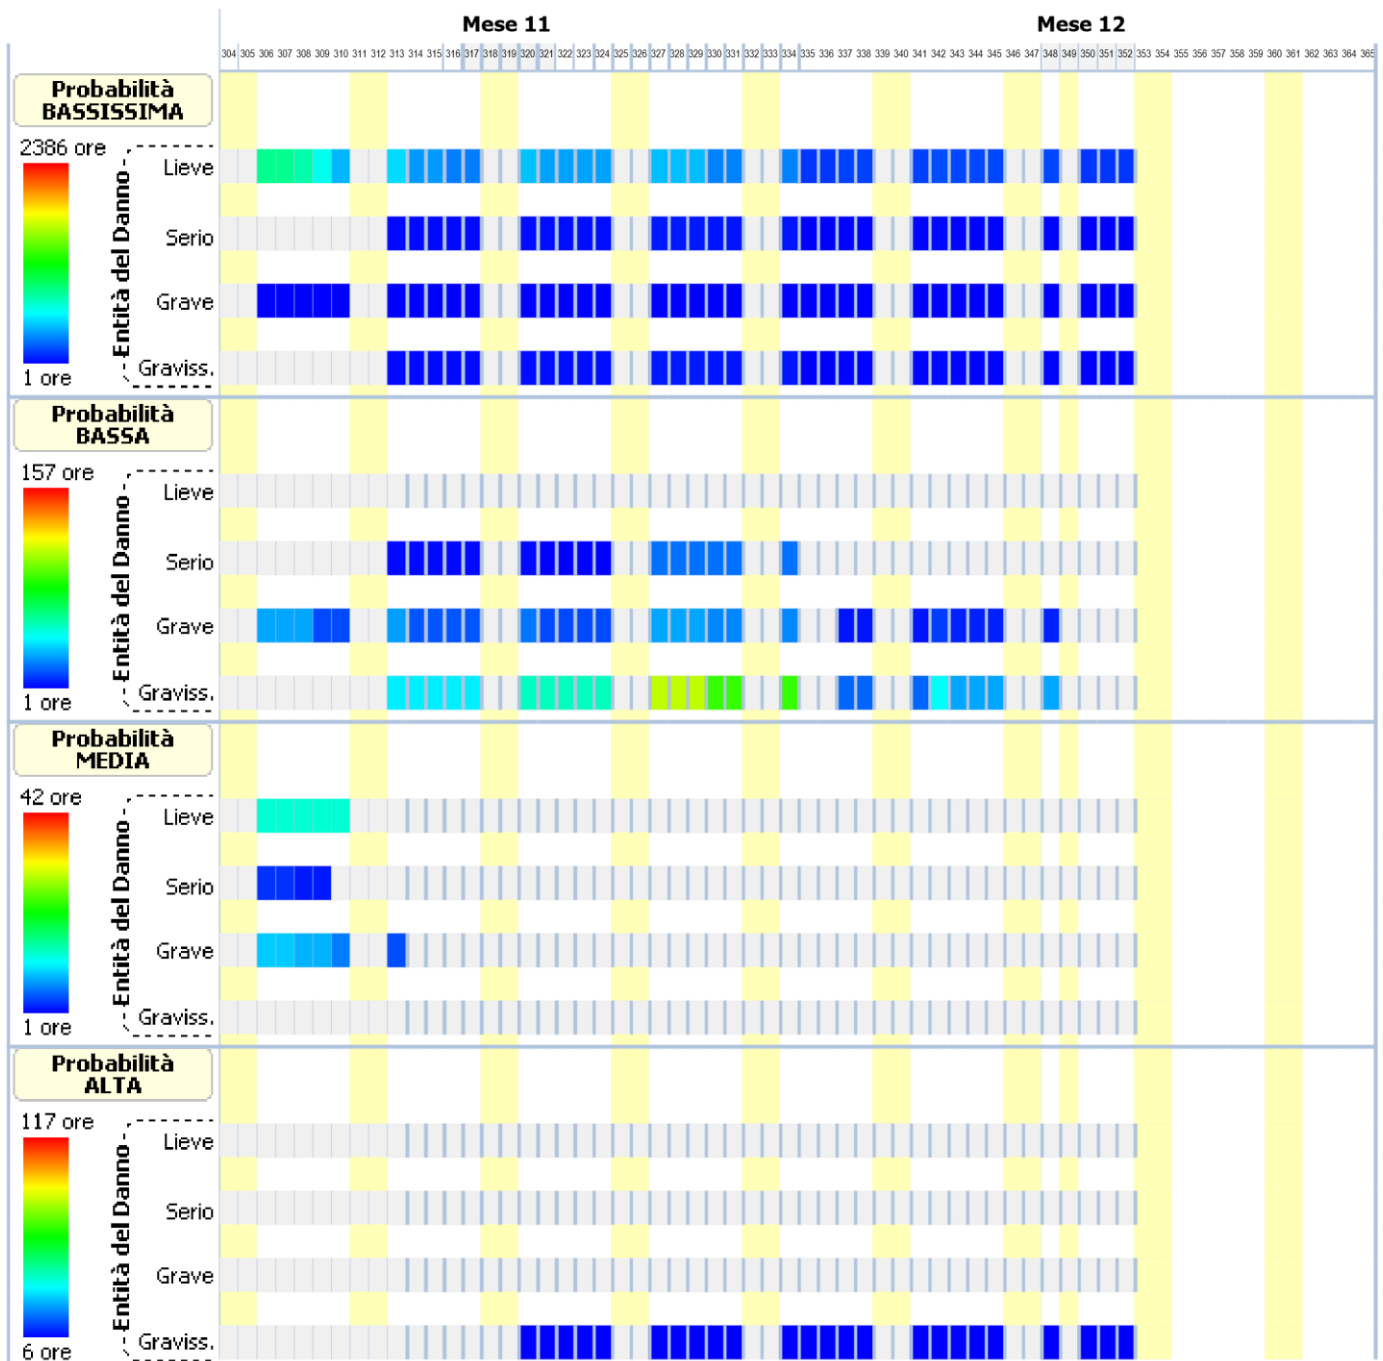 Mese 11 Mese 12
304 305 306 307 308 309 310 311 312 313 314 315 316 317 318 319 320 321 322 323 324 325 326 327 328 329 330 331 332 333 334 335 336 337 338 339 340 341 342 343 344 345 346 347 348 349 350 351 352 353 354 355 356 357 358 359 360 361 362 363 364 365
Probabilità
BASSISSIMA
2386 ore
Entità del Danno
Lieve
Serio
Grave
Graviss.
1 ore
Probabilità
BASSA
157 ore
Entità del Danno
Lieve
Serio
Grave
Graviss.
1 ore
Probabilità
MEDIA
42 ore
Entità del Danno
Lieve
Serio
Grave
Graviss.
1 ore
Probabilità
ALTA
117 ore
Entità del Danno
Lieve
Serio
Grave
Graviss.
6 ore